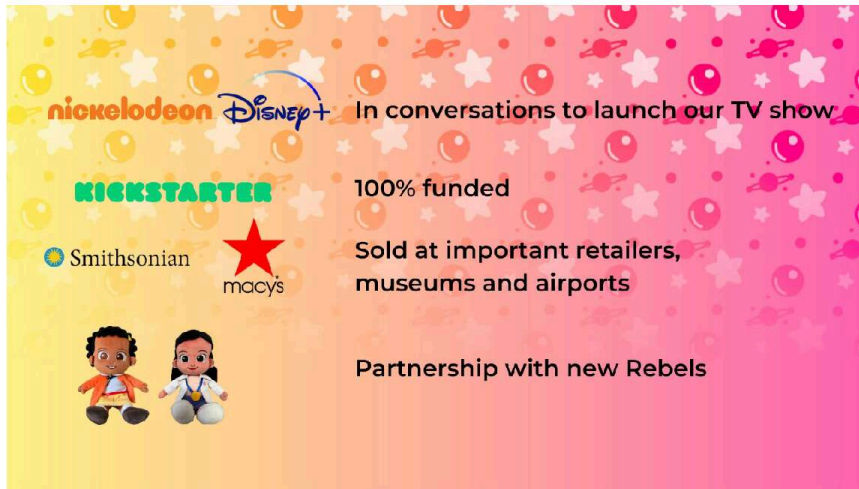 nickelodeon Disney+ In conversations to launch our TV show
KICKSTARTER 100% funded
Smithsonian macy's Sold at important retailers,
museums and airports
Partnership with new Rebels